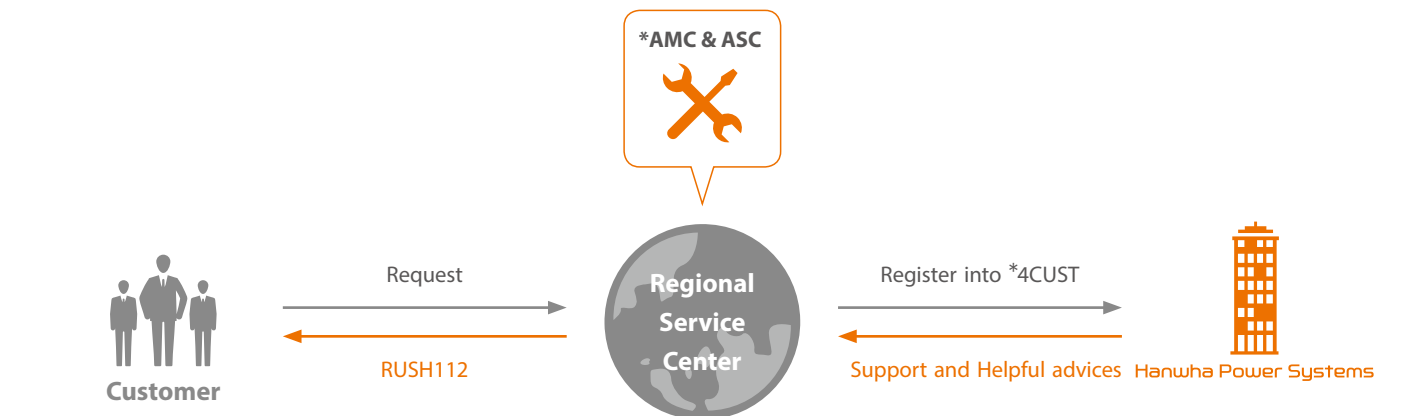 *AMC & ASC
Request
RUSH112
Customer
Regional
Service
Center
Register into *4CUST
Support and Helpful advices
Hanwha Power Systems